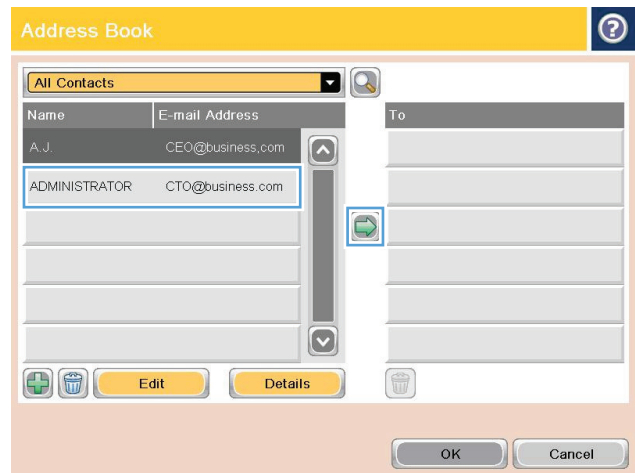 Address Book
?
All Contacts
Name E-mail Address To
A.J. CEO@business,com
ADMINISTRATOR CTO@business.com
Edit Details
OK Cancel